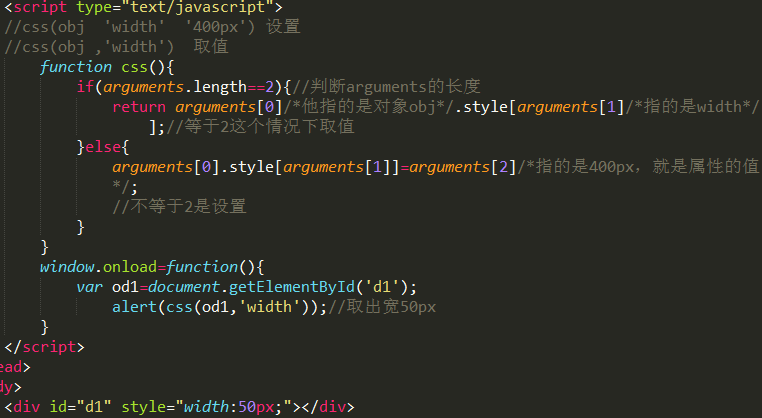 <script type="text/javascript">
//css(obj  'width'  '400px') 设置
//css(obj ,'width')  取值
function css(){
if(arguments.length==2){//判断arguments的长度
return arguments[0]/*他指的是对象obj*/.style[arguments[1]/*指的是width*/
];//等于2这个情况下取值
}else{
arguments[0].style[arguments[1]]=arguments[2]/*指的是400px，就是属性的值
*/;
//不等于2是设置
}
}
window.onload=function(){
var od1=document.getElementById('d1');
alert(css(od1,'width'));//取出宽50px
}
</script>
ead>
dy>
<div id="d1" style="width:50px;"></div>